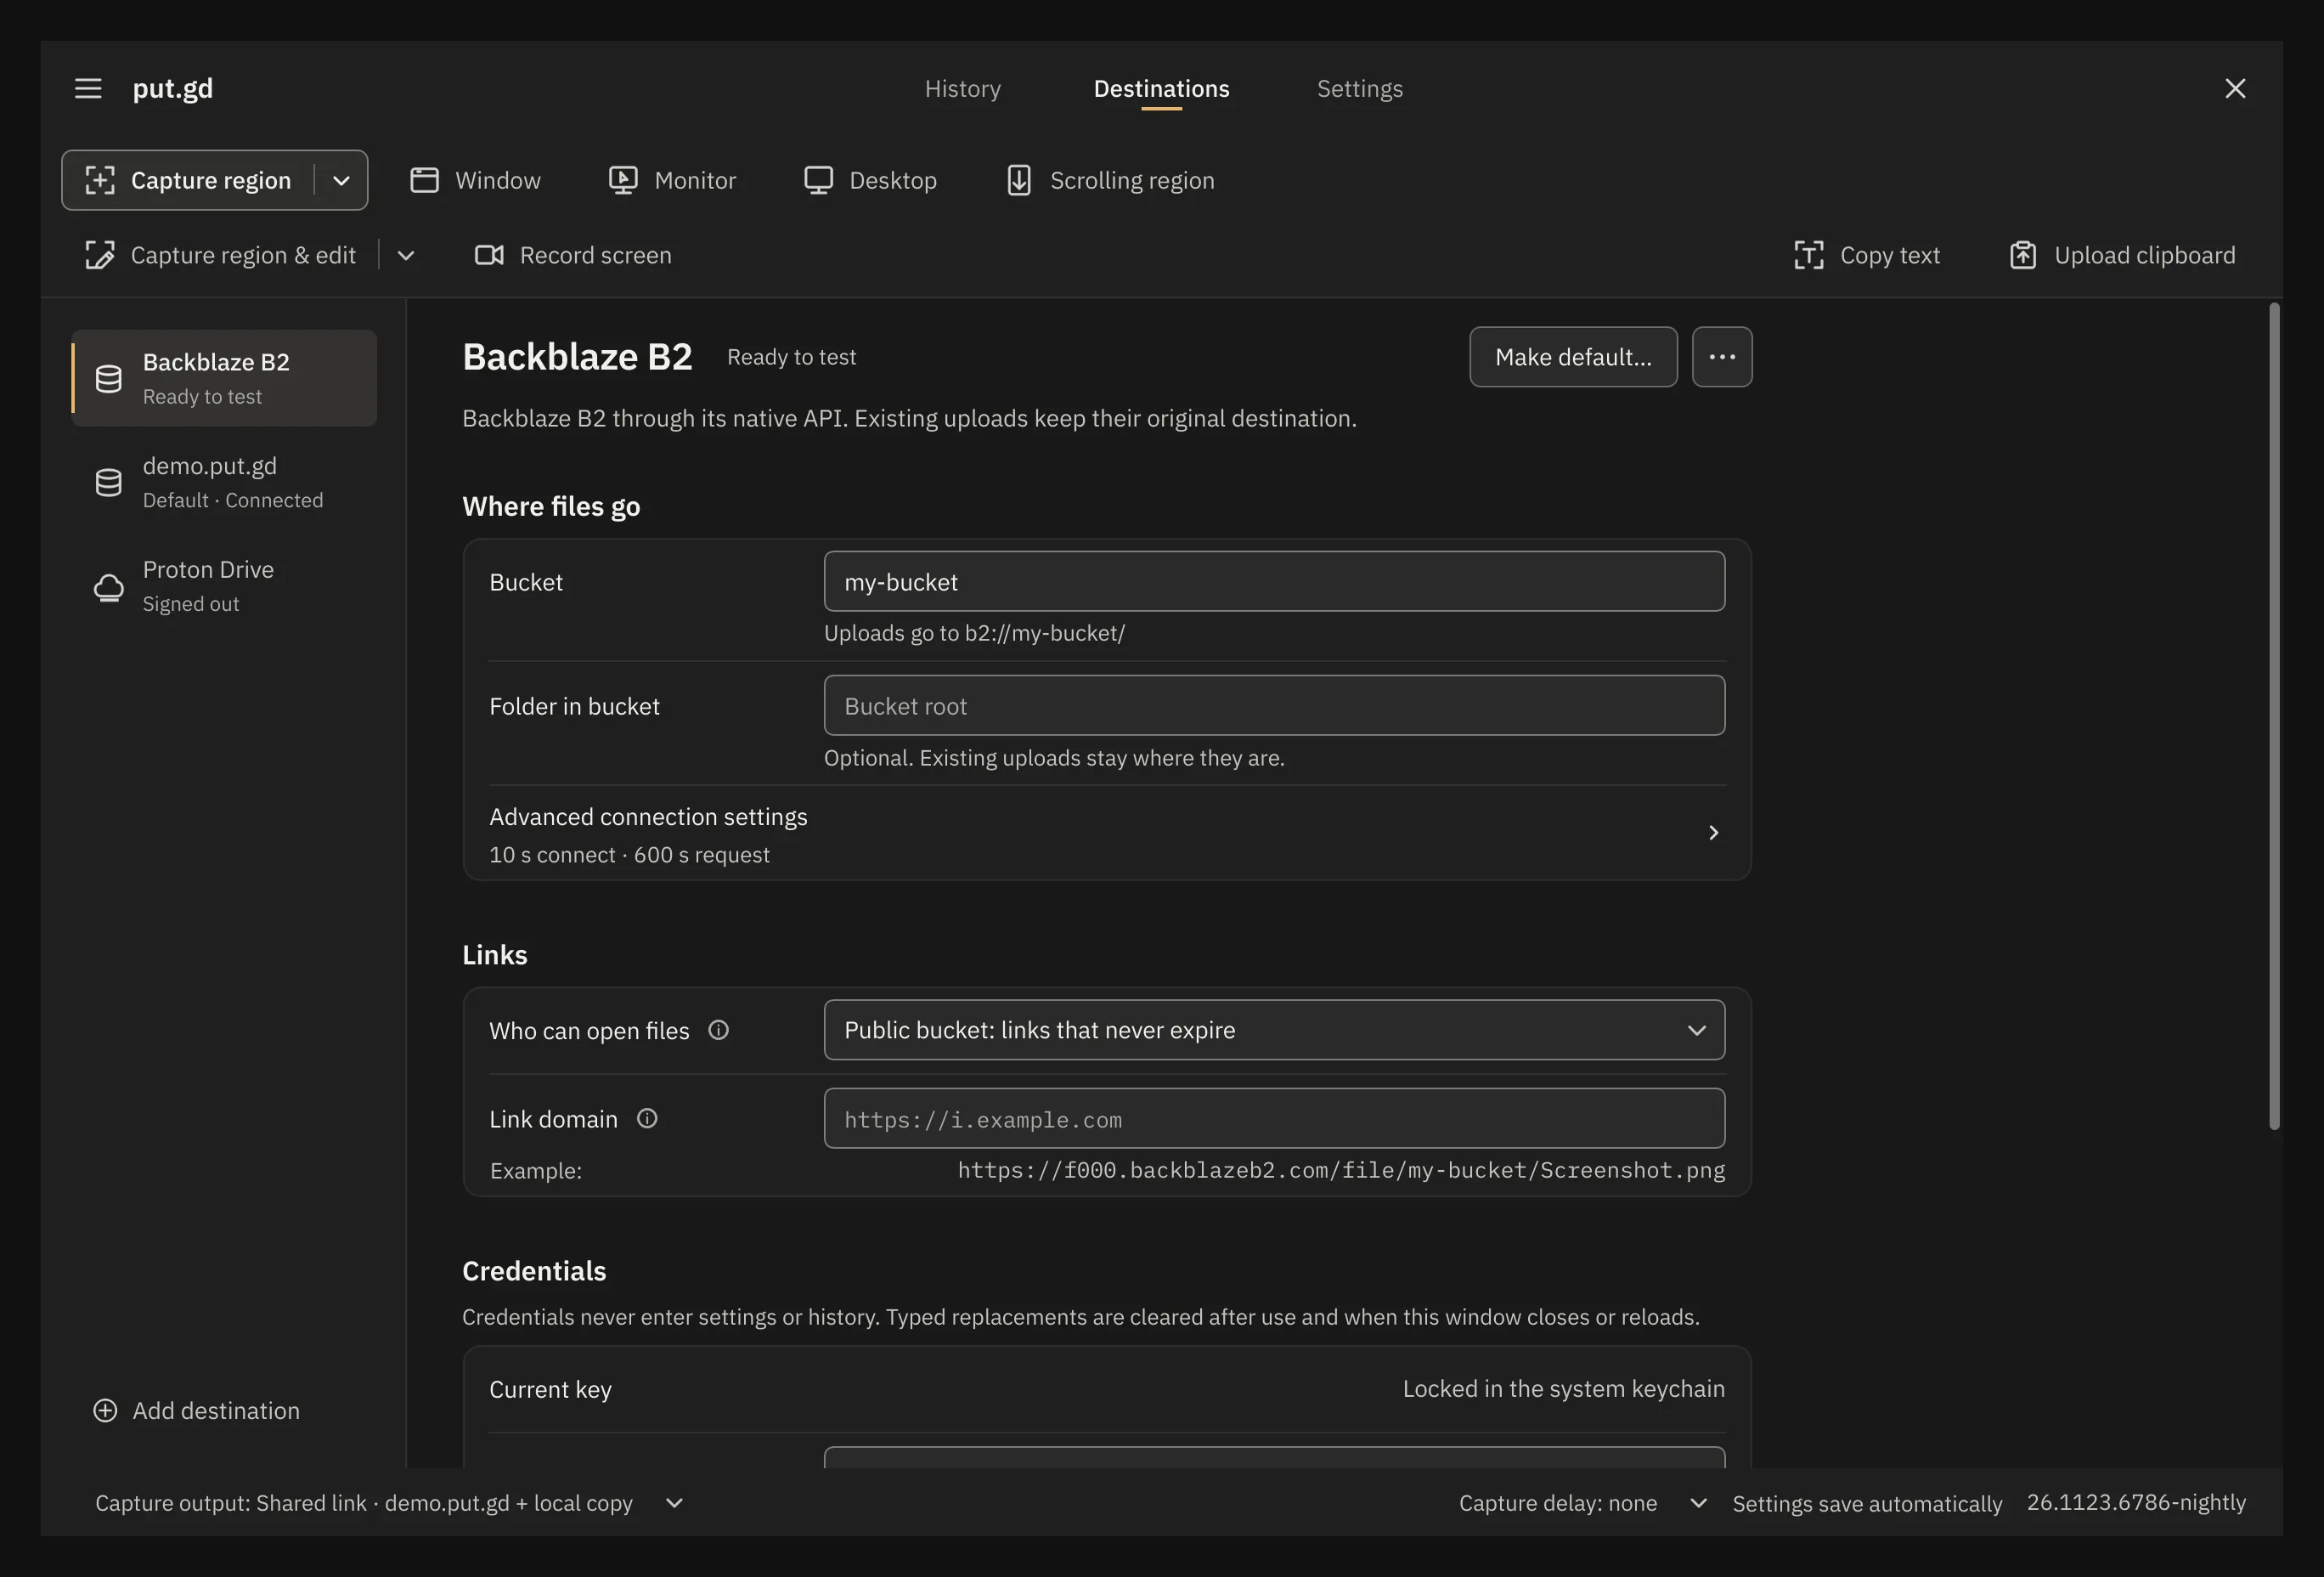 put.gd
History
Destinations
Settings
Capture region
Window
Monitor
Desktop
Scrolling region
Capture region & edit
Record screen
Copy text
Upload clipboard
Backblaze B2
Ready to test
demo.put.gd
Default · Connected
Proton Drive
Signed out
Add destination
Backblaze B2
Ready to test
Make default...
Backblaze B2 through its native API. Existing uploads keep their original destination.
Where files go
Bucket
my-bucket
Uploads go to b2://my-bucket/
Folder in bucket
Bucket root
Optional. Existing uploads stay where they are.
Advanced connection settings
10 s connect · 600 s request
Links
Who can open files
Public bucket: links that never expire
Link domain
https://i.example.com
Example:
https://f000.backblazeb2.com/file/my-bucket/Screenshot.png
Credentials
Credentials never enter settings or history. Typed replacements are cleared after use and when this window closes or reloads.
Current key
Locked in the system keychain
Capture output: Shared link · demo.put.gd + local copy
Capture delay: none
Settings save automatically
26.1123.6786-nightly